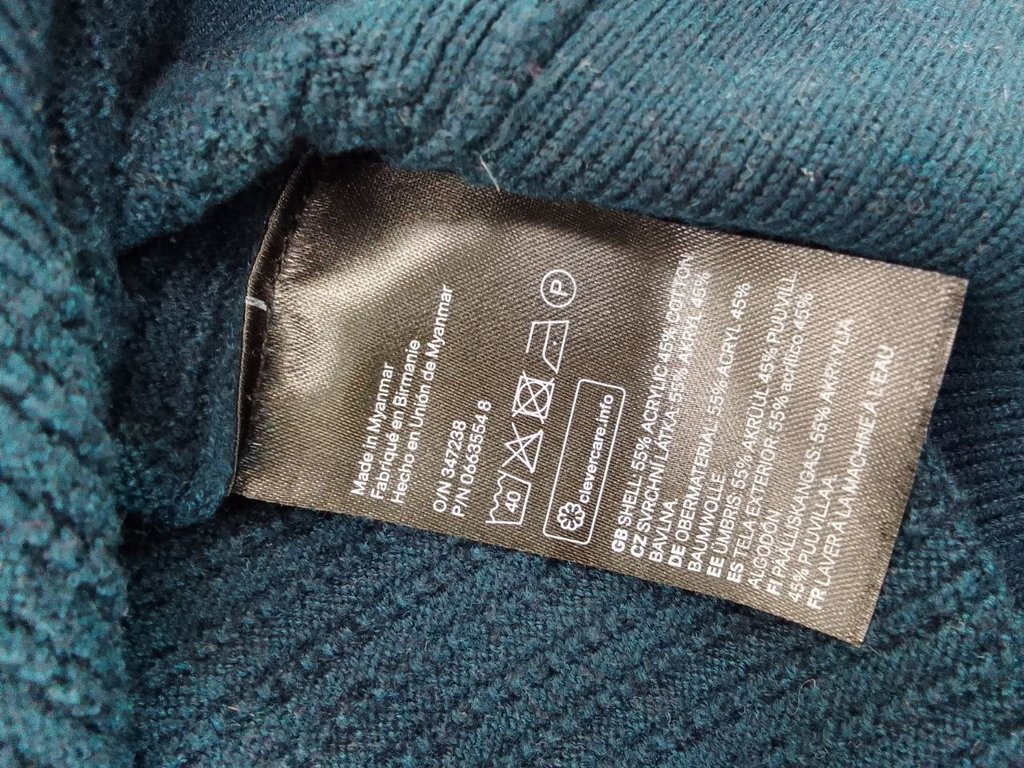 Made in Myanmar
Fabriqué en Birmanie
Hecho en Unión de Myanmar
O/N 347238
P/N 0663554 8
40
P
clevercare.info
GB SHELL: 55% ACRYLIC 45% COTTON
CZ SVRCHNÍ LÁTKA: 55% AKRYL 45%
BAVLNA
DE OBERMATERIAL: 55% ACRYL 45%
BAUMWOLLE
EE ÜMBRIS: 55% AKRÜÜL 45% PUUVILL
ES TELA EXTERIOR: 55% acrílico 45%
ALGODÓN
FI PÄÄLLISKANGAS: 55% AKRYYLIA
45% PUUVILLAA
FR LAVER À LA MACHINE À L'EAU